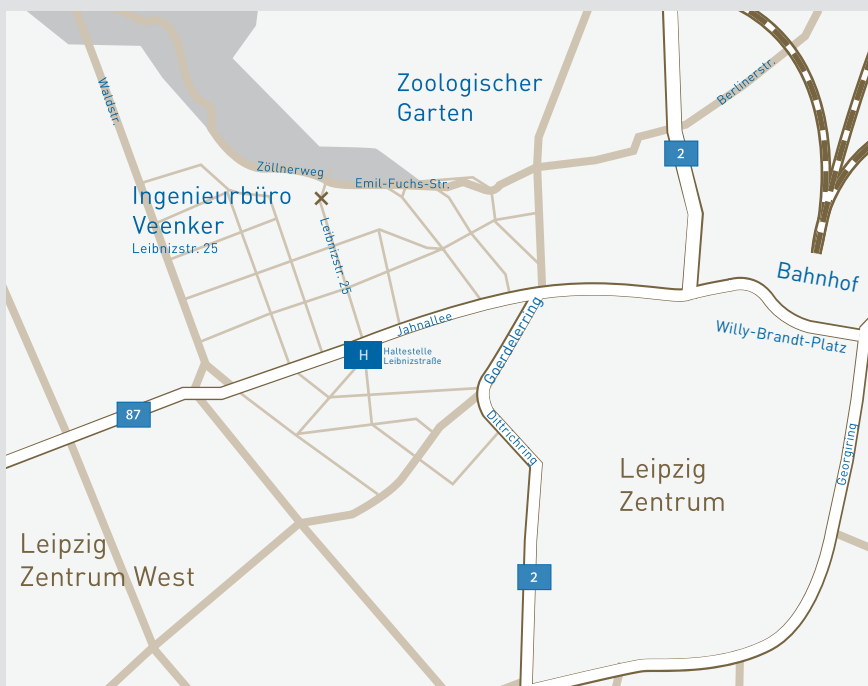 Waldstr.
Zoologischer
Garten
Berlinerstr.
2
Zöllnerweg
Emil-Fuchs-Str.
Ingenieurbüro
Veenker
Leibnizstr. 25
Leibnizstr. 25
Bahnhof
Jahnallee
Willy-Brandt-Platz
H
Haltestelle
Leibnizstraße
Goerdelerring
87
Dittrichring
Georgiring
Leipzig
Zentrum
Leipzig
Zentrum West
2